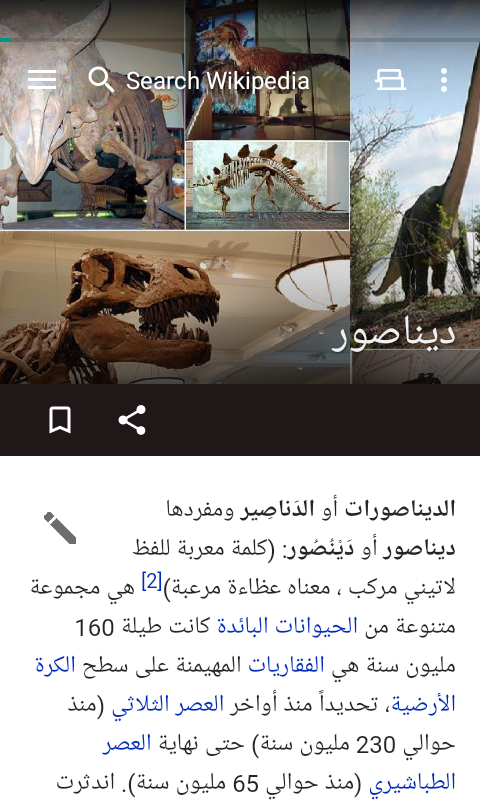 Search Wikipedia
ديناصور
الديناصورات أو الدَناصِير ومفردها
ديناصور أو دَيْنُصُور: (كلمة معربة للفظ
لاتيني مركب ، معناه عظاءة مرعبة)[2] هي مجموعة
متنوعة من الحيوانات البائدة كانت طيلة 160
مليون سنة هي الفقاريات المهيمنة على سطح الكرة
الأرضية، تحديداً منذ أواخر العصر الثلاثي (منذ
حوالي 230 مليون سنة) حتى نهاية العصر
الطباشيري (منذ حوالي 65 مليون سنة). اندثرت